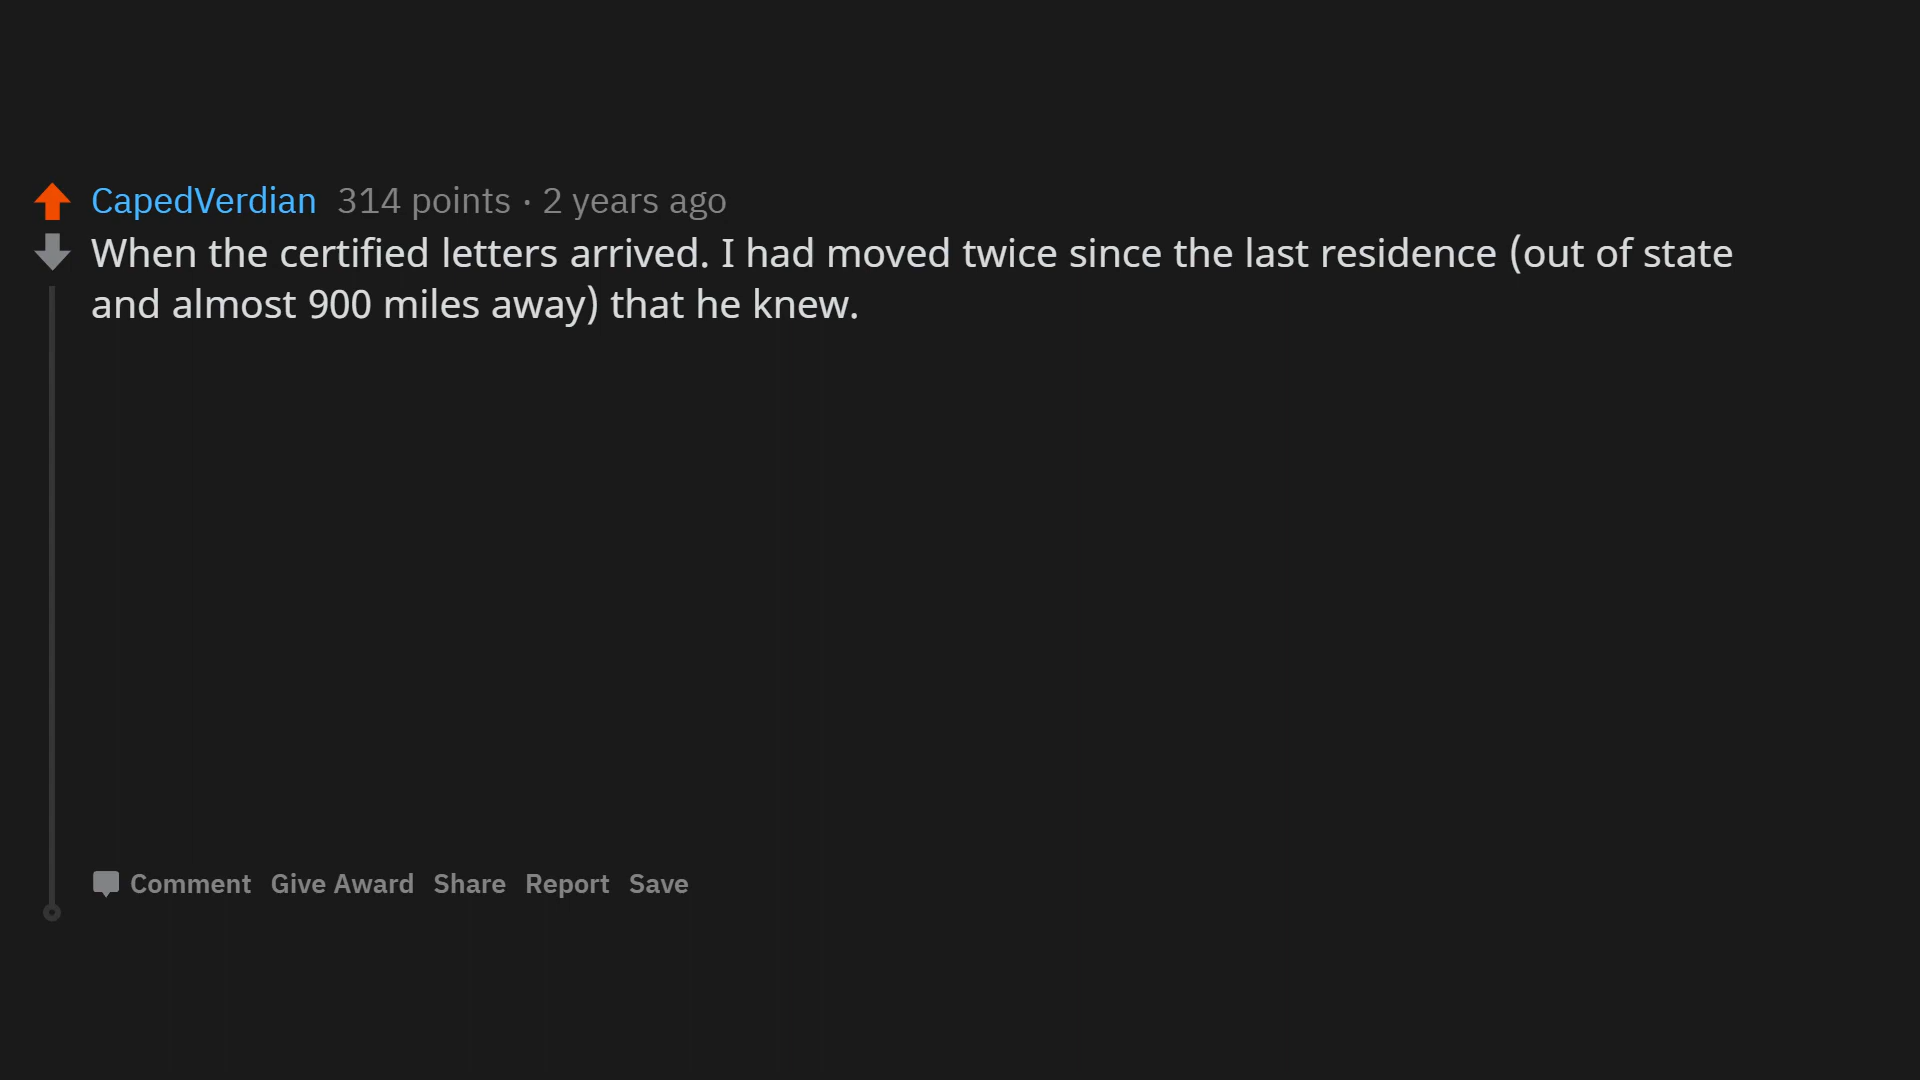 CapedVerdian 314 points · 2 years ago
When the certified letters arrived. I had moved twice since the last residence (out of state
and almost 900 miles away) that he knew.
Comment Give Award Share Report Save